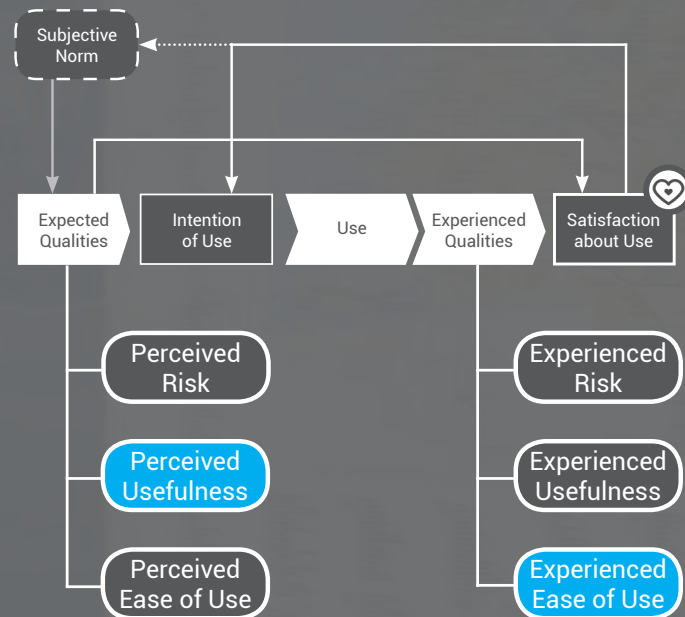 Subjective
Norm
Expected
Qualities
Intention
of Use
Use
Experienced
Qualities
Satisfaction
about Use
Perceived
Risk
Experienced
Risk
Perceived
Usefulness
Experienced
Usefulness
Perceived
Ease of Use
Experienced
Ease of Use